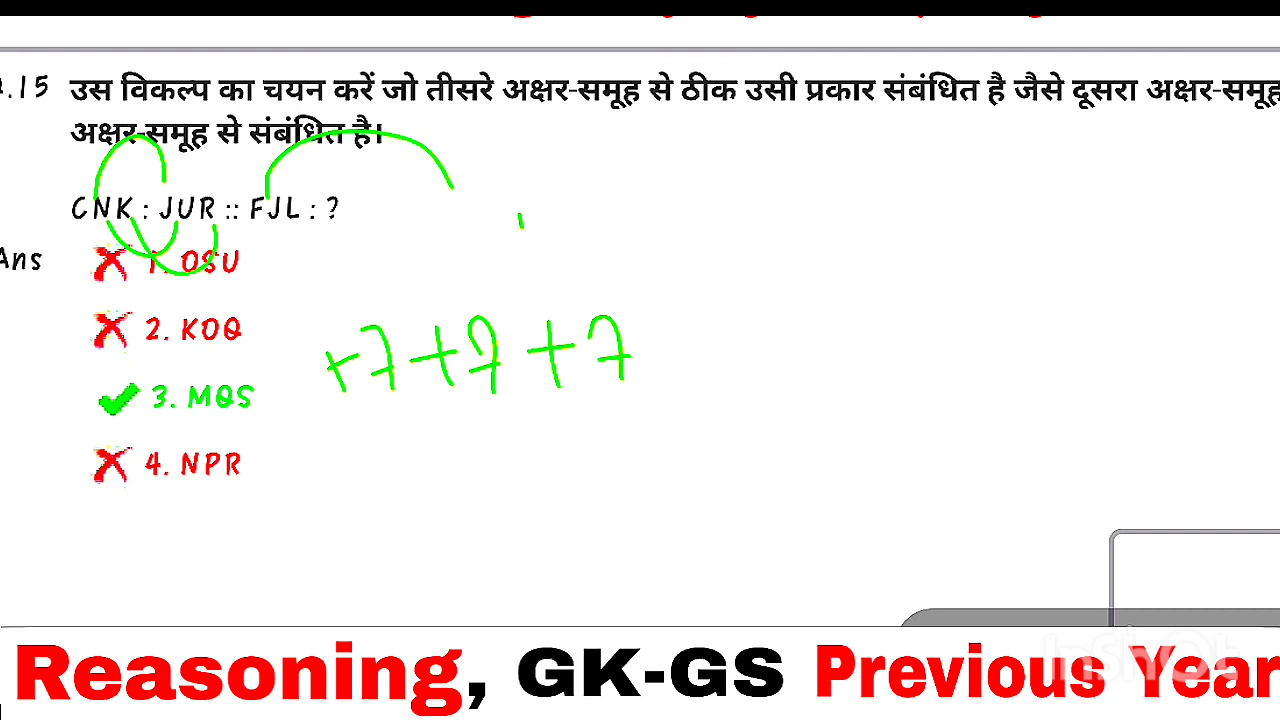 .15 उस विकल्प का चयन करें जो तीसरे अक्षर-समूह से ठीक उसी प्रकार संबंधित है जैसे दूसरा अक्षर-समूह
अक्षर-समूह से संबंधित है।
CNK : JUR :: FJL : ?
Ans
1. OSU
2. KOQ
+7 +7 +7
3. MQS
4. NPR
Reasoning, GK-GS Previous Year
InShOt